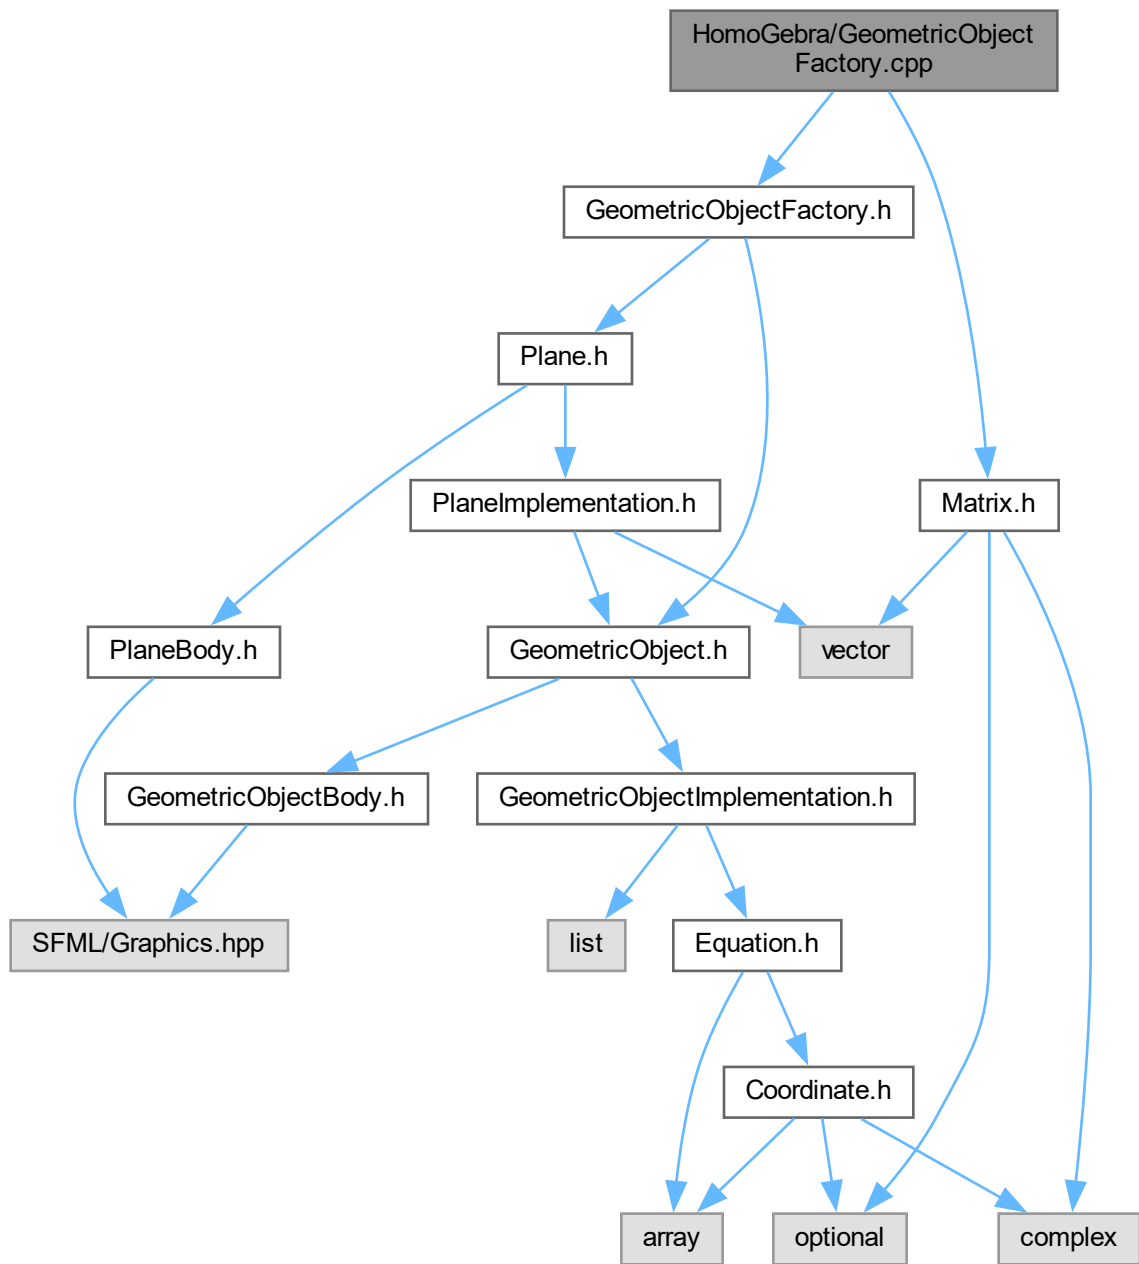 HomoGebra/GeometricObject
Factory.cpp
GeometricObjectFactory.h
Plane.h
PlaneImplementation.h
Matrix.h
PlaneBody.h
GeometricObject.h
vector
GeometricObjectBody.h
GeometricObjectImplementation.h
SFML/Graphics.hpp
list
Equation.h
Coordinate.h
array
optional
complex